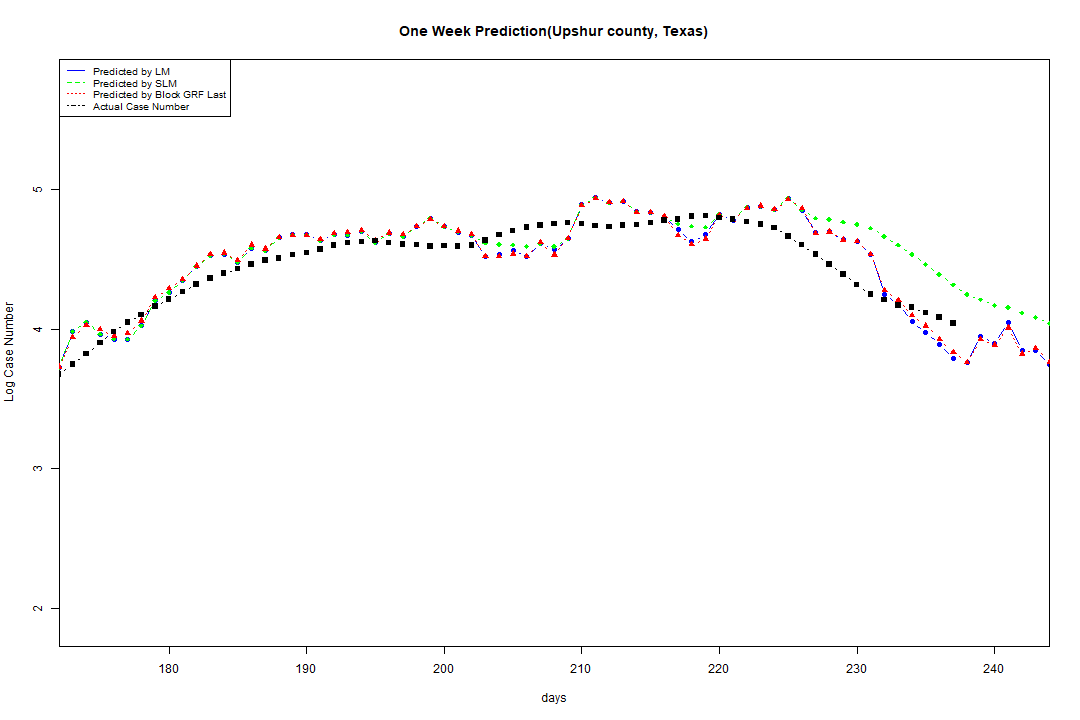 One Week Prediction(Upshur county, Texas)
Predicted by LM
Predicted by SLM
Predicted by Block GRF Last
Actual Case Number
Log Case Number
5
4
3
2
180 190 200 210 220 230 240
days